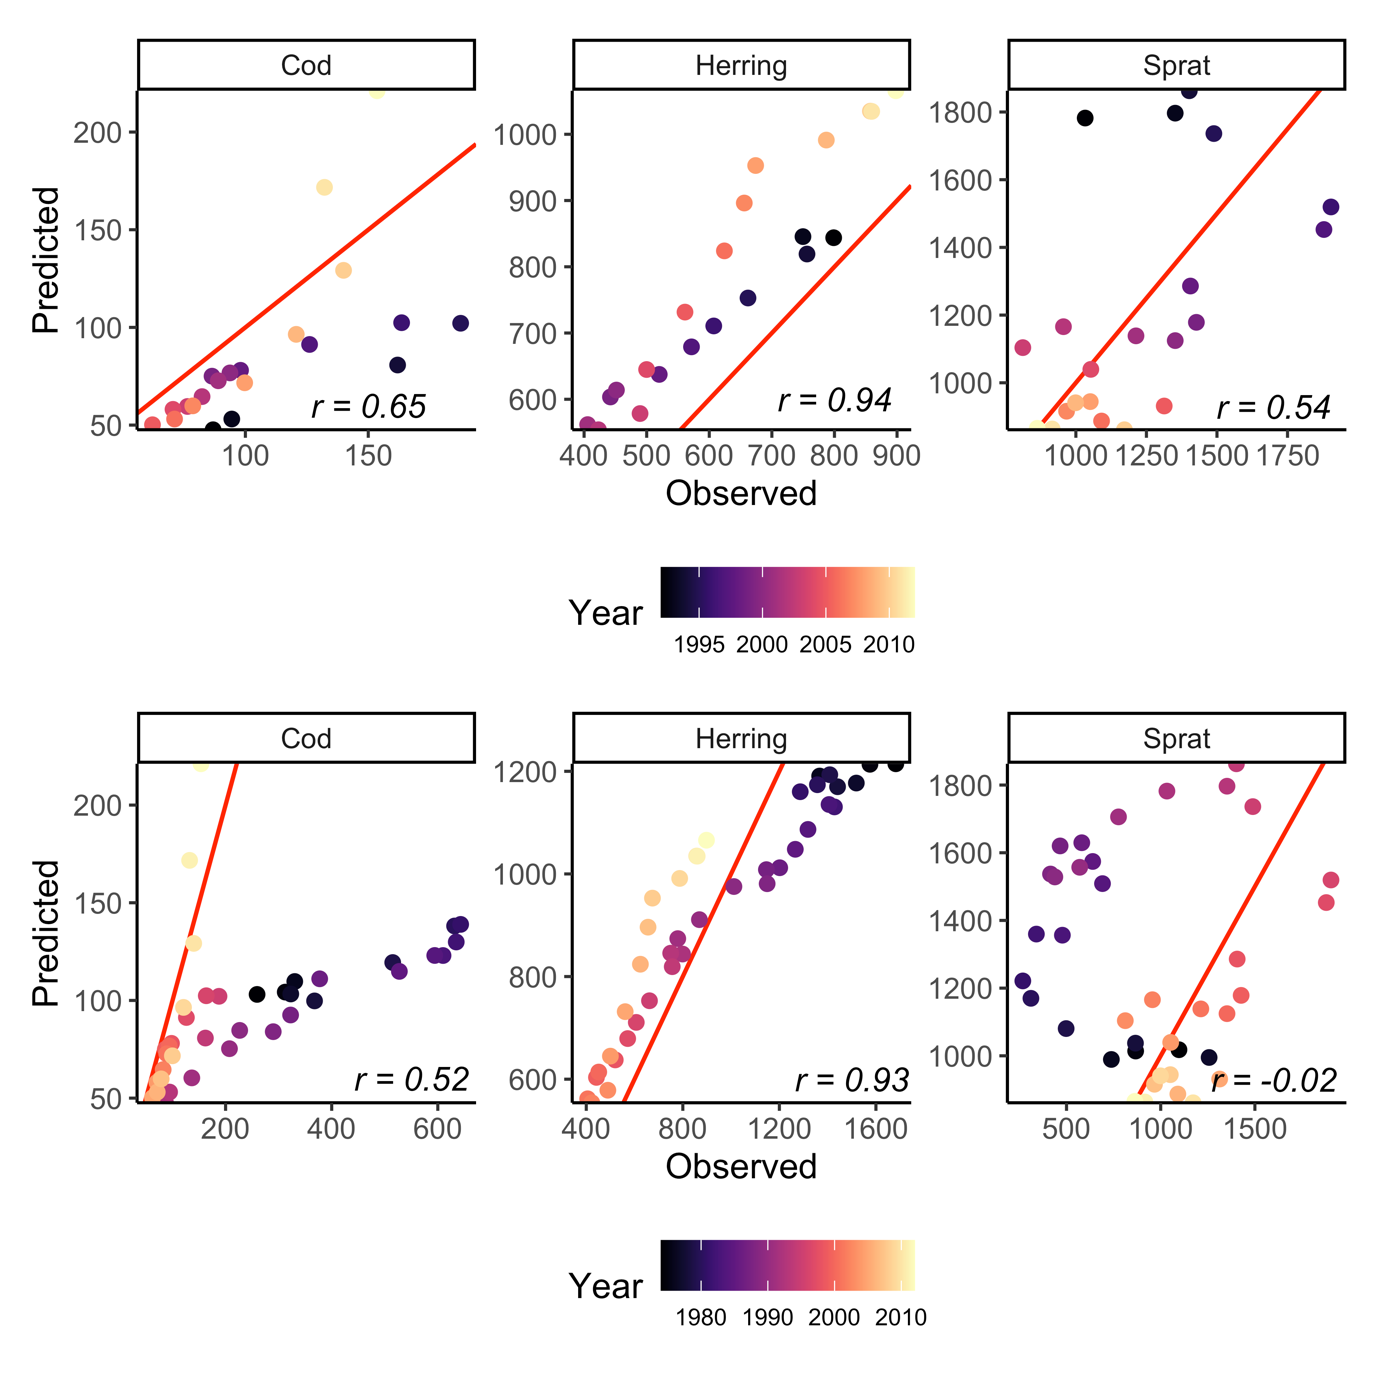 Cod Herring Sprat
Predicted
200
150
100
50
r = 0.65
100 150
1000
900
800
700
600
r = 0.94
400 500 600 700 800 900
1800
1600
1400
1200
1000
r = 0.54
1000 1250 1500 1750
Observed
Year
1995 2000 2005 2010
Cod Herring Sprat
Predicted
200
150
100
50
r = 0.52
200 400 600
1200
1000
800
600
r = 0.93
400 800 1200 1600
1800
1600
1400
1200
1000
r = -0.02
500 1000 1500
Observed
Year
1980 1990 2000 2010